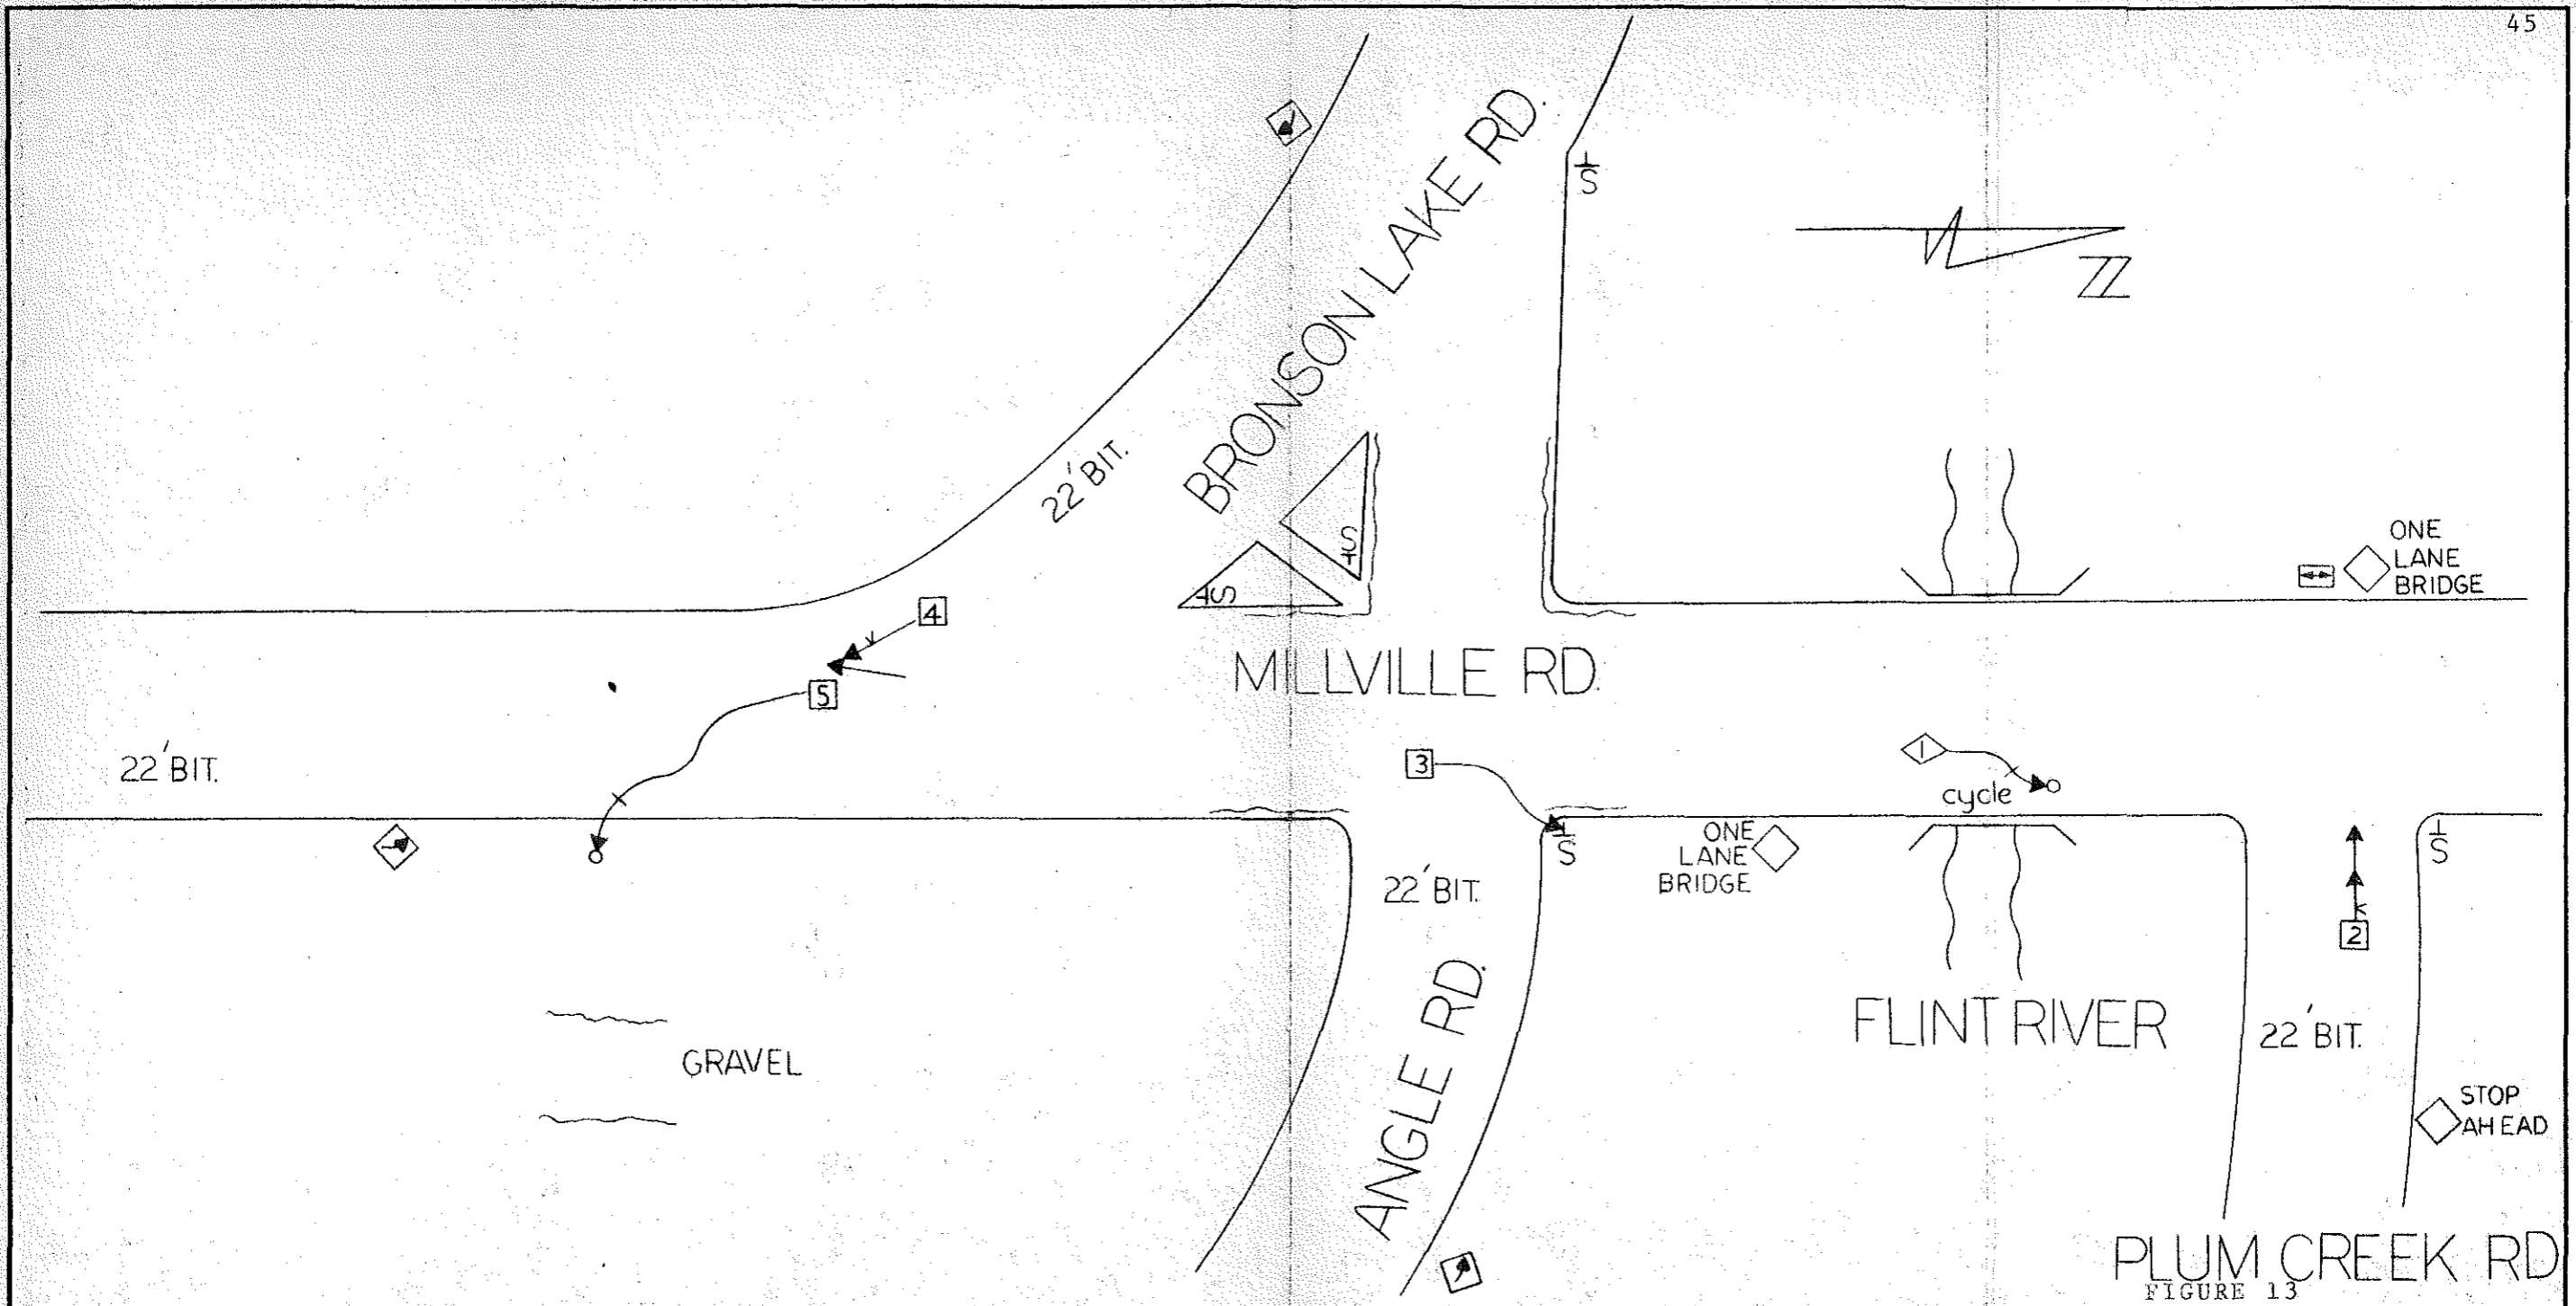 45
BRONSON LAKE RD.
S
N
22' BIT.
S
S
ONE
LANE
BRIDGE
4
MILLVILLE RD.
5
22' BIT.
3
1
cycle
S
ONE
LANE
BRIDGE
S
22' BIT.
2
ANGLE RD.
FLINT RIVER
22' BIT.
GRAVEL
STOP
AHEAD
PLUM CREEK RD
FIGURE 13